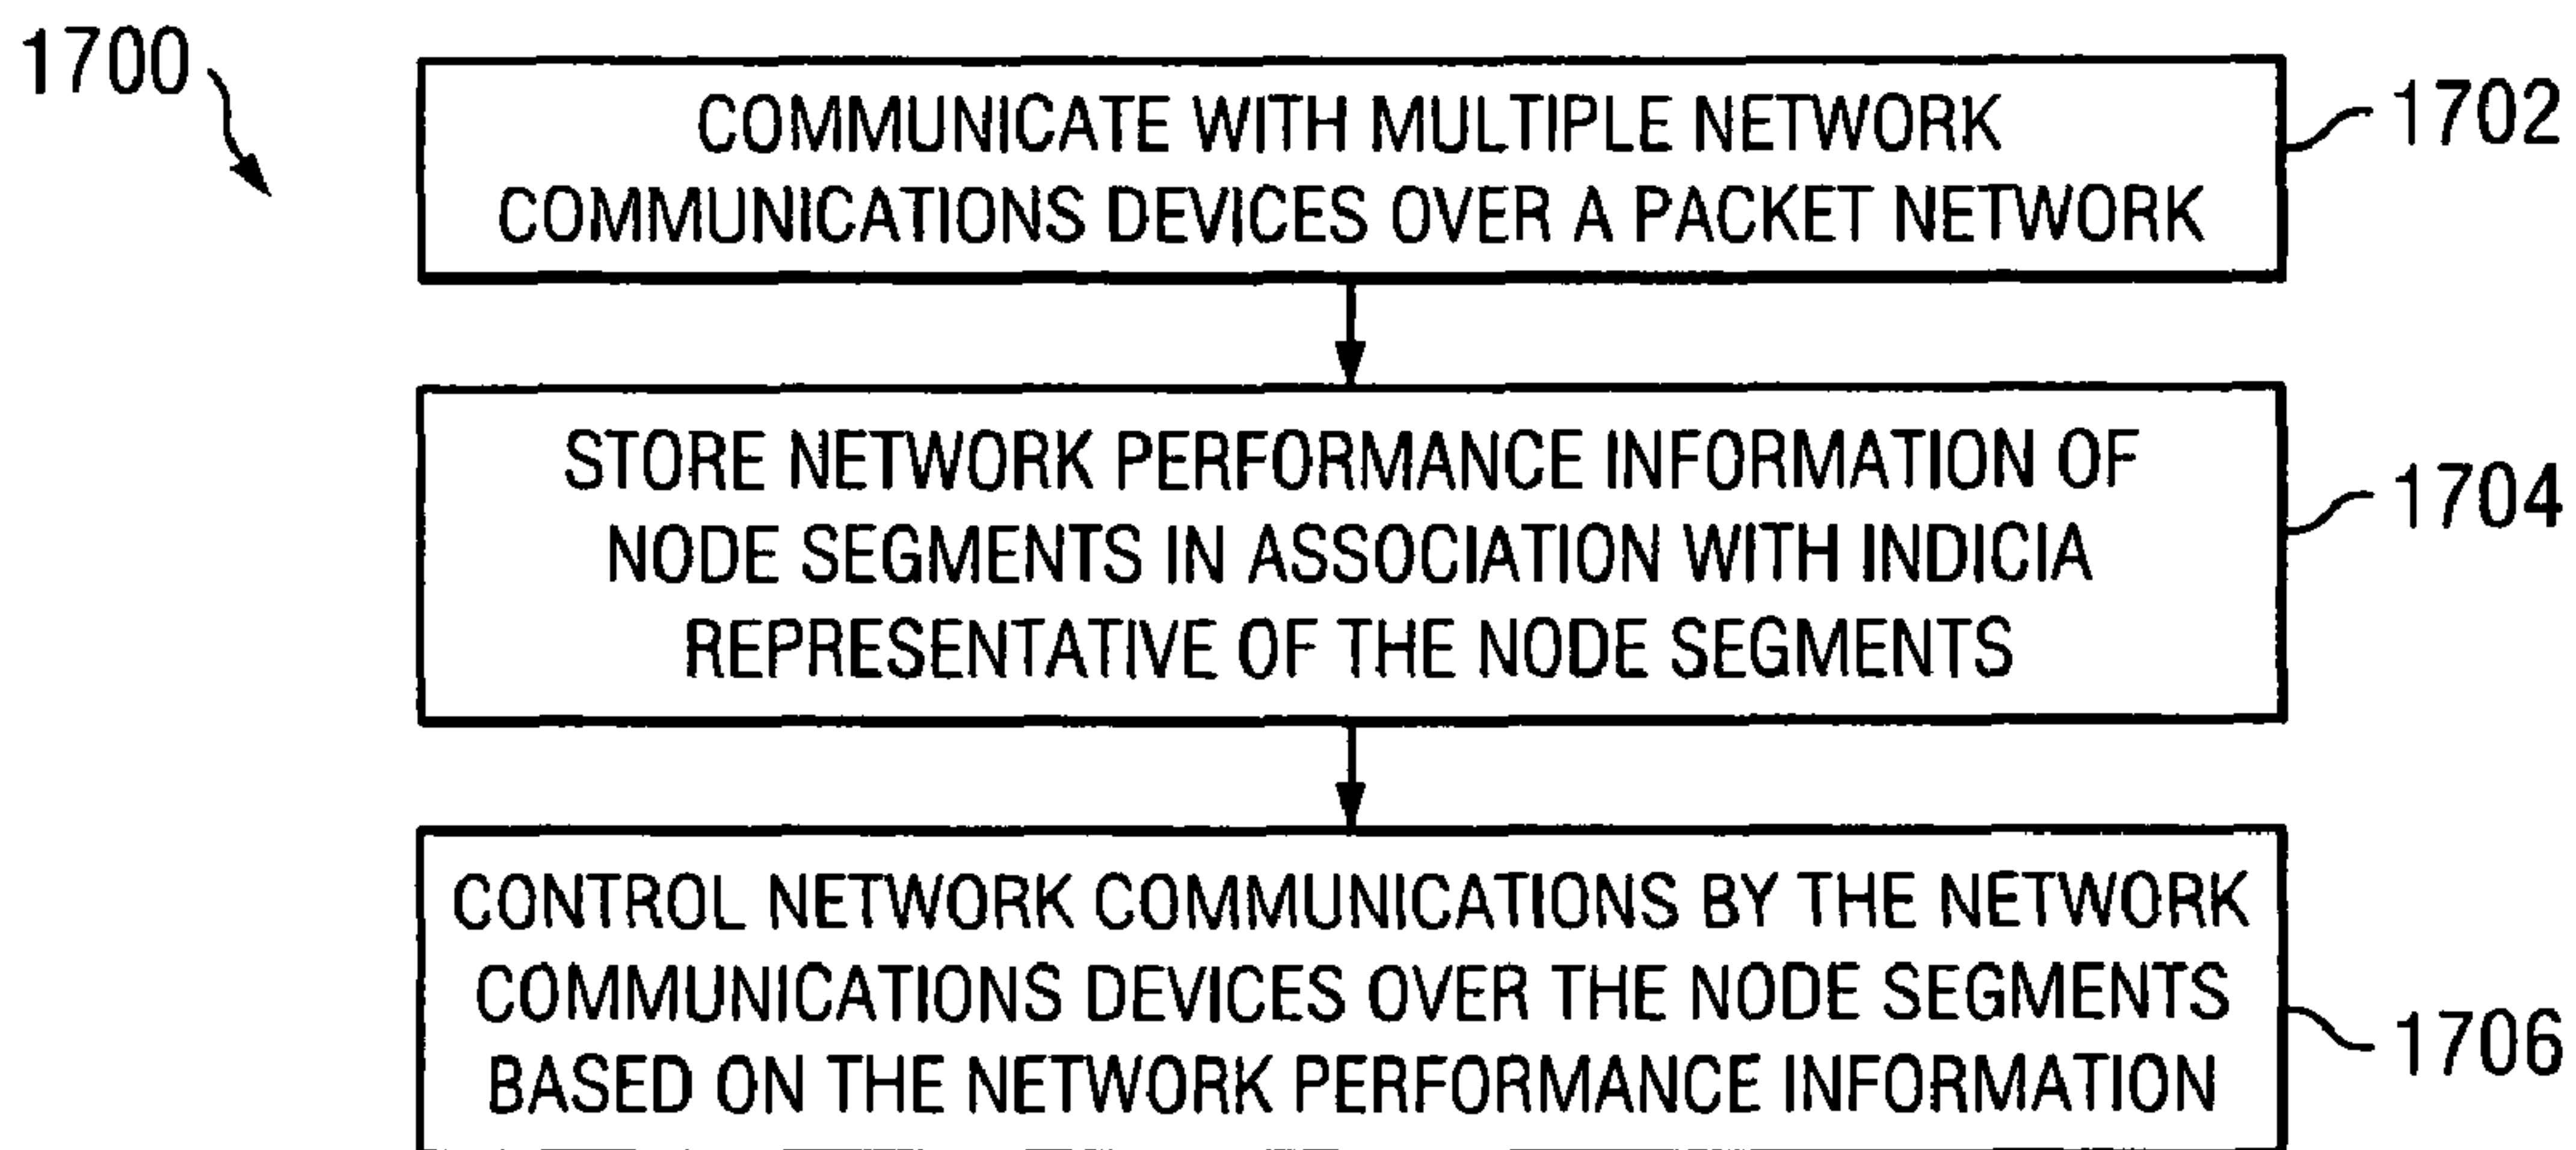 1700
COMMUNICATE WITH MULTIPLE NETWORK
COMMUNICATIONS DEVICES OVER A PACKET NETWORK
1702
STORE NETWORK PERFORMANCE INFORMATION OF
NODE SEGMENTS IN ASSOCIATION WITH INDICIA
REPRESENTATIVE OF THE NODE SEGMENTS
1704
CONTROL NETWORK COMMUNICATIONS BY THE NETWORK
COMMUNICATIONS DEVICES OVER THE NODE SEGMENTS
BASED ON THE NETWORK PERFORMANCE INFORMATION
1706